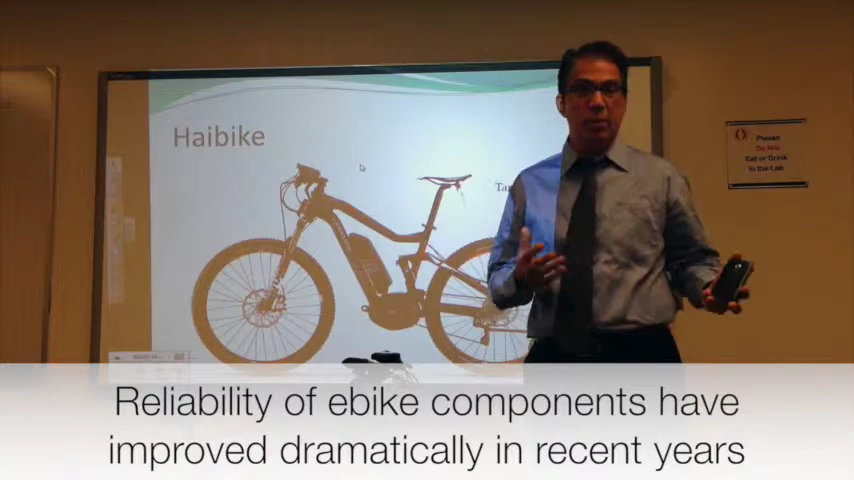 Haibike
Please
Do Not
Eat or Drink
In the Lab
Reliability of ebike components have
improved dramatically in recent years